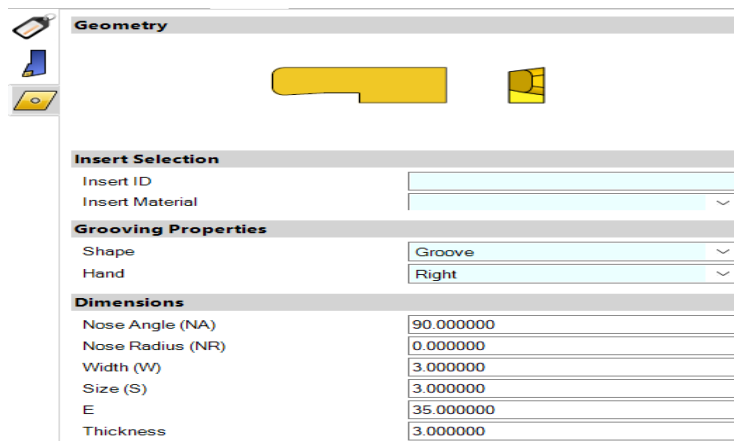 Geometry
Insert Selection
Insert ID
Insert Material
Grooving Properties
Shape Groove
Hand Right
Dimensions
Nose Angle (NA) 90.000000
Nose Radius (NR) 0.000000
Width (W) 3.000000
Size (S) 3.000000
E 35.000000
Thickness 3.000000